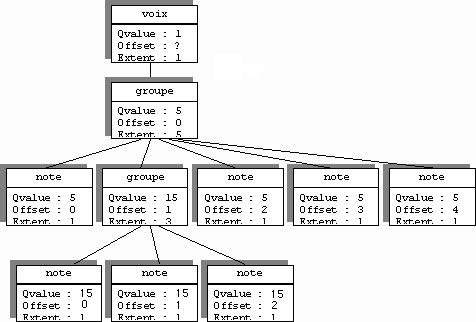 voix
Qvalue : 1
Offset : ?
Extent : 1
groupe
Qvalue : 5
Offset : 0
Extent : 5
note
groupe
note
note
note
Qvalue : 5
Qvalue : 15
Qvalue : 5
Qvalue : 5
Qvalue : 5
Offset : 0
Offset : 1
Offset : 2
Offset : 3
Offset : 4
Extent : 1
Extent : 3
Extent : 1
Extent : 1
Extent : 1
note
note
note
Qvalue : 15
Qvalue : 15
Qvalue : 15
Offset : 0
Offset : 1
Offset : 2
Extent : 1
Extent : 1
Extent : 1